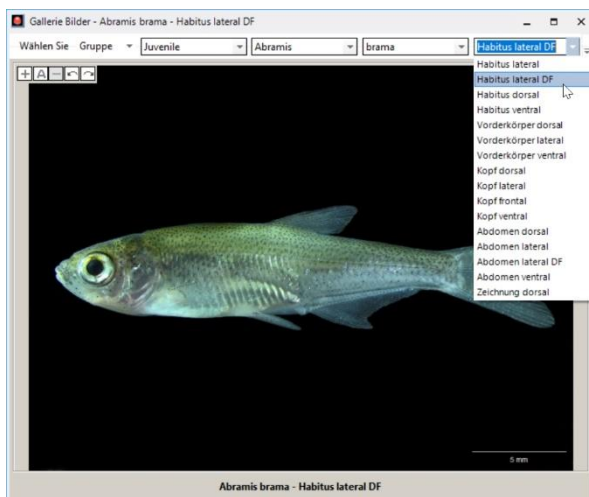 Gallerie Bilder - Abramis brama - Habitus lateral DF
Wählen Sie Gruppe Juvenile Abramis brama Habitus lateral DF
Habitus lateral
Habitus lateral DF
Habitus dorsal
Habitus ventral
Vorderkörper dorsal
Vorderkörper lateral
Vorderkörper ventral
Kopf dorsal
Kopf lateral
Kopf frontal
Kopf ventral
Abdomen dorsal
Abdomen lateral
Abdomen lateral DF
Abdomen ventral
Zeichnung dorsal
A
5 mm
Abramis brama - Habitus lateral DF